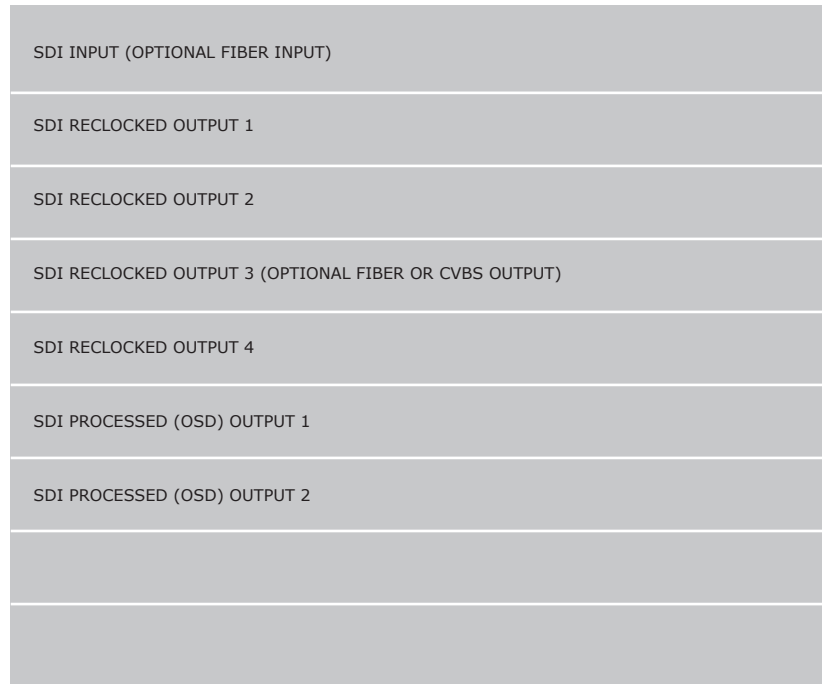 SDI INPUT (OPTIONAL FIBER INPUT)
SDI RECLOCKED OUTPUT 1
SDI RECLOCKED OUTPUT 2
SDI RECLOCKED OUTPUT 3 (OPTIONAL FIBER OR CVBS OUTPUT)
SDI RECLOCKED OUTPUT 4
SDI PROCESSED (OSD) OUTPUT 1
SDI PROCESSED (OSD) OUTPUT 2